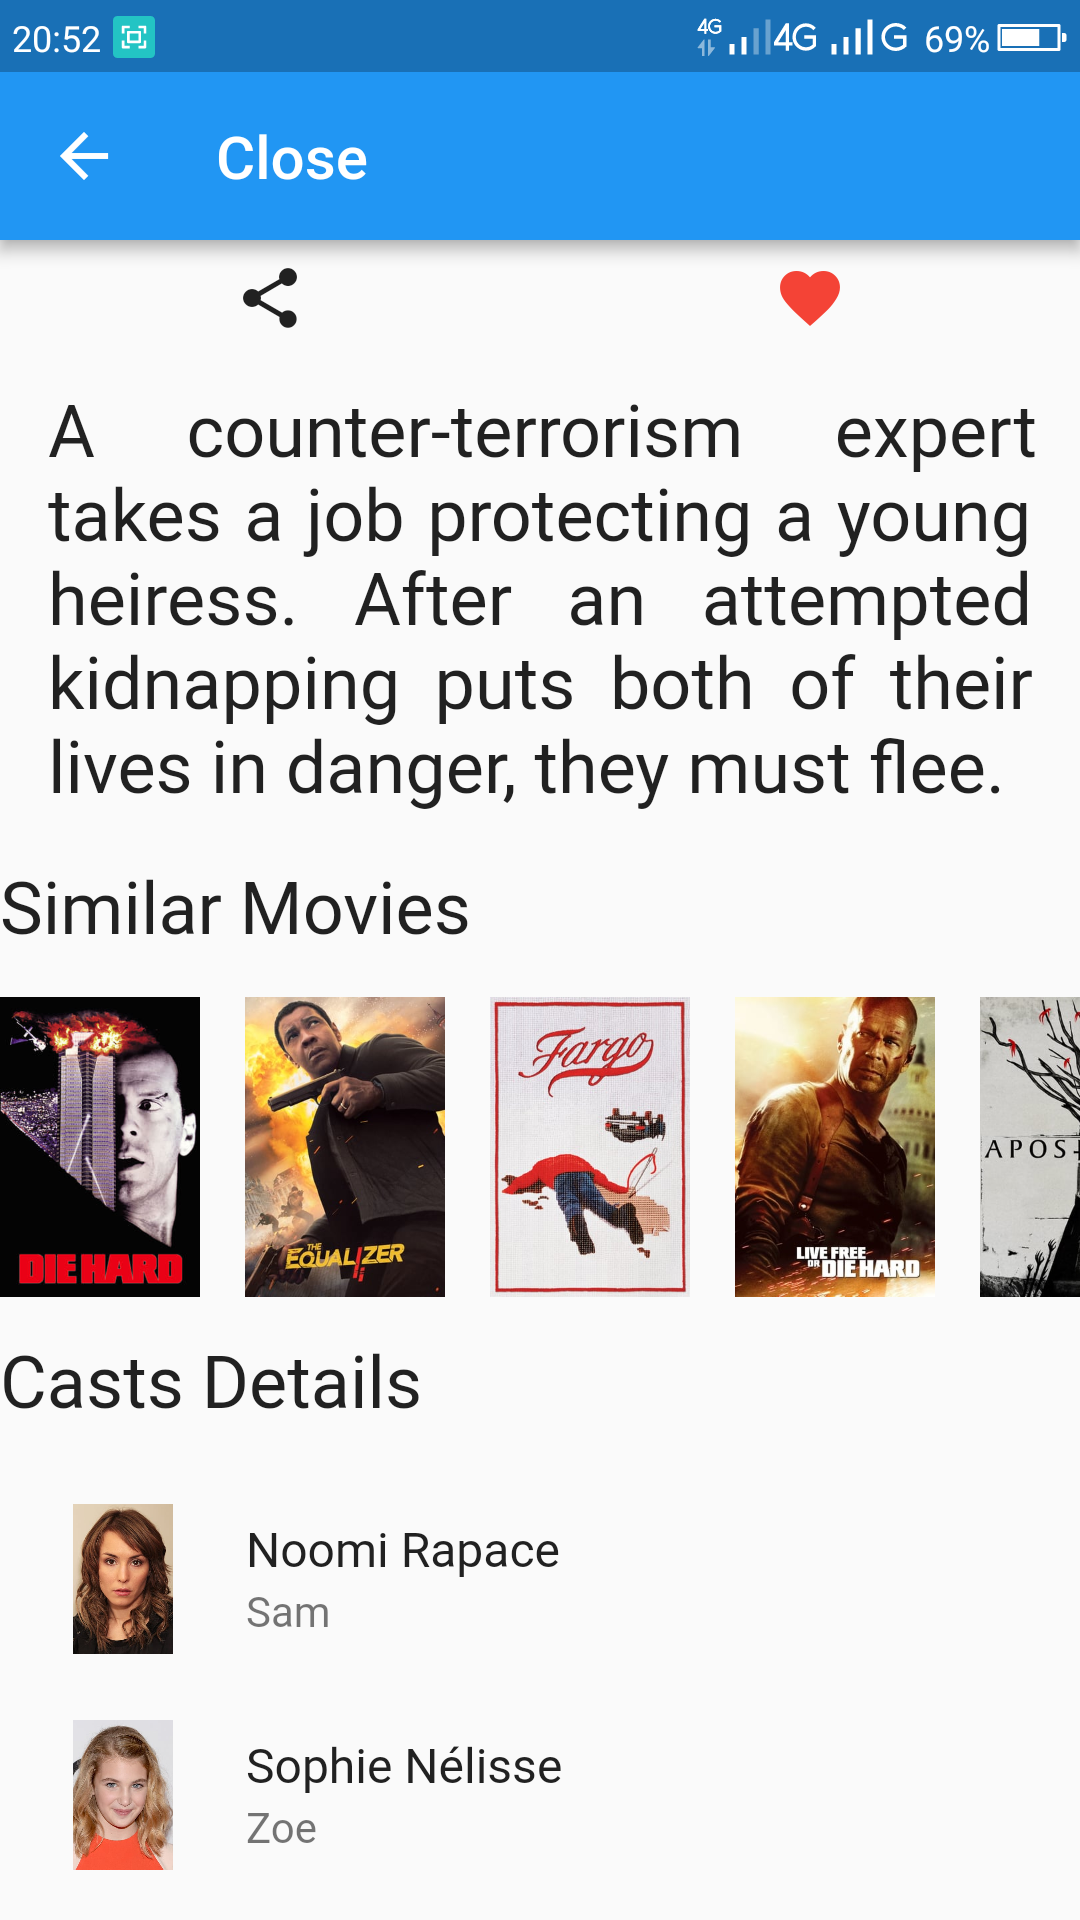 20:52 4G 4G G 69%
Close
A counter-terrorism expert
takes a job protecting a young
heiress. After an attempted
kidnapping puts both of their
lives in danger, they must flee.
Similar Movies
DIE HARD
THE
EQUALIZER
II
Fargo
LIVE FREE
OR DIE HARD
APOS
Casts Details
Noomi Rapace
Sam
Sophie Nélisse
Zoe